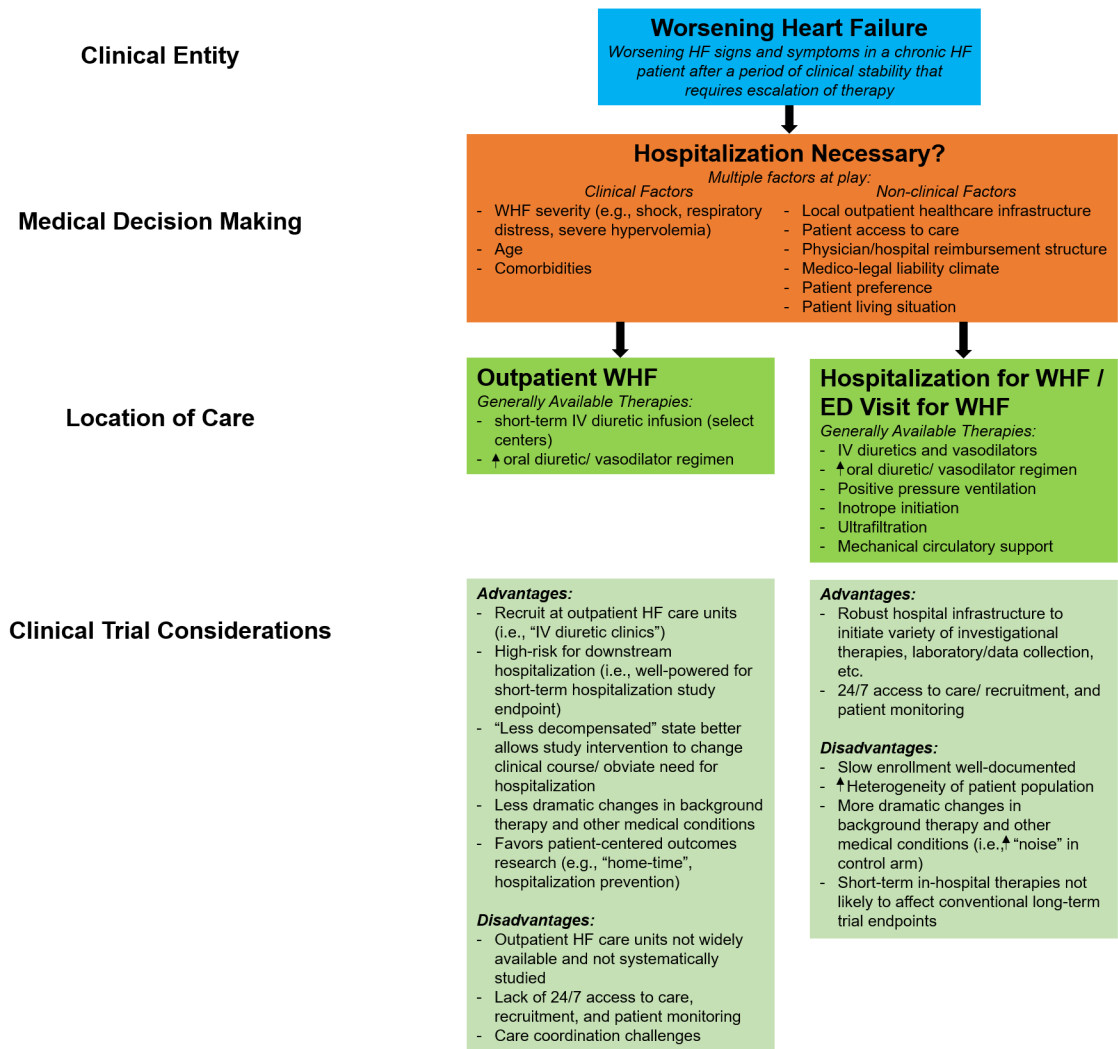 Clinical Entity
Worsening Heart Failure
Worsening HF signs and symptoms in a chronic HF
patient after a period of clinical stability that
requires escalation of therapy
Medical Decision Making
Hospitalization Necessary?
Multiple factors at play:
Clinical Factors
- WHF severity (e.g., shock, respiratory
distress, severe hypervolemia)
- Age
- Comorbidities
Non-clinical Factors
- Local outpatient healthcare infrastructure
- Patient access to care
- Physician/hospital reimbursement structure
- Medico-legal liability climate
- Patient preference
- Patient living situation
Location of Care
Outpatient WHF
Generally Available Therapies:
- short-term IV diuretic infusion (select
centers)
- ↑ oral diuretic/ vasodilator regimen
Hospitalization for WHF /
ED Visit for WHF
Generally Available Therapies:
- IV diuretics and vasodilators
- ↑ oral diuretic/ vasodilator regimen
- Positive pressure ventilation
- Inotrope initiation
- Ultrafiltration
- Mechanical circulatory support
Clinical Trial Considerations
Advantages:
- Recruit at outpatient HF care units
(i.e., “IV diuretic clinics”)
- High-risk for downstream
hospitalization (i.e., well-powered for
short-term hospitalization study
endpoint)
- “Less decompensated” state better
allows study intervention to change
clinical course/ obviate need for
hospitalization
- Less dramatic changes in background
therapy and other medical conditions
- Favors patient-centered outcomes
research (e.g., “home-time”,
hospitalization prevention)
Disadvantages:
- Outpatient HF care units not widely
available and not systematically
studied
- Lack of 24/7 access to care,
recruitment, and patient monitoring
- Care coordination challenges
Advantages:
- Robust hospital infrastructure to
initiate variety of investigational
therapies, laboratory/data collection,
etc.
- 24/7 access to care/ recruitment, and
patient monitoring
Disadvantages:
- Slow enrollment well-documented
- ↑ Heterogeneity of patient population
- More dramatic changes in
background therapy and other
medical conditions (i.e., ↑ “noise” in
control arm)
- Short-term in-hospital therapies not
likely to affect conventional long-term
trial endpoints